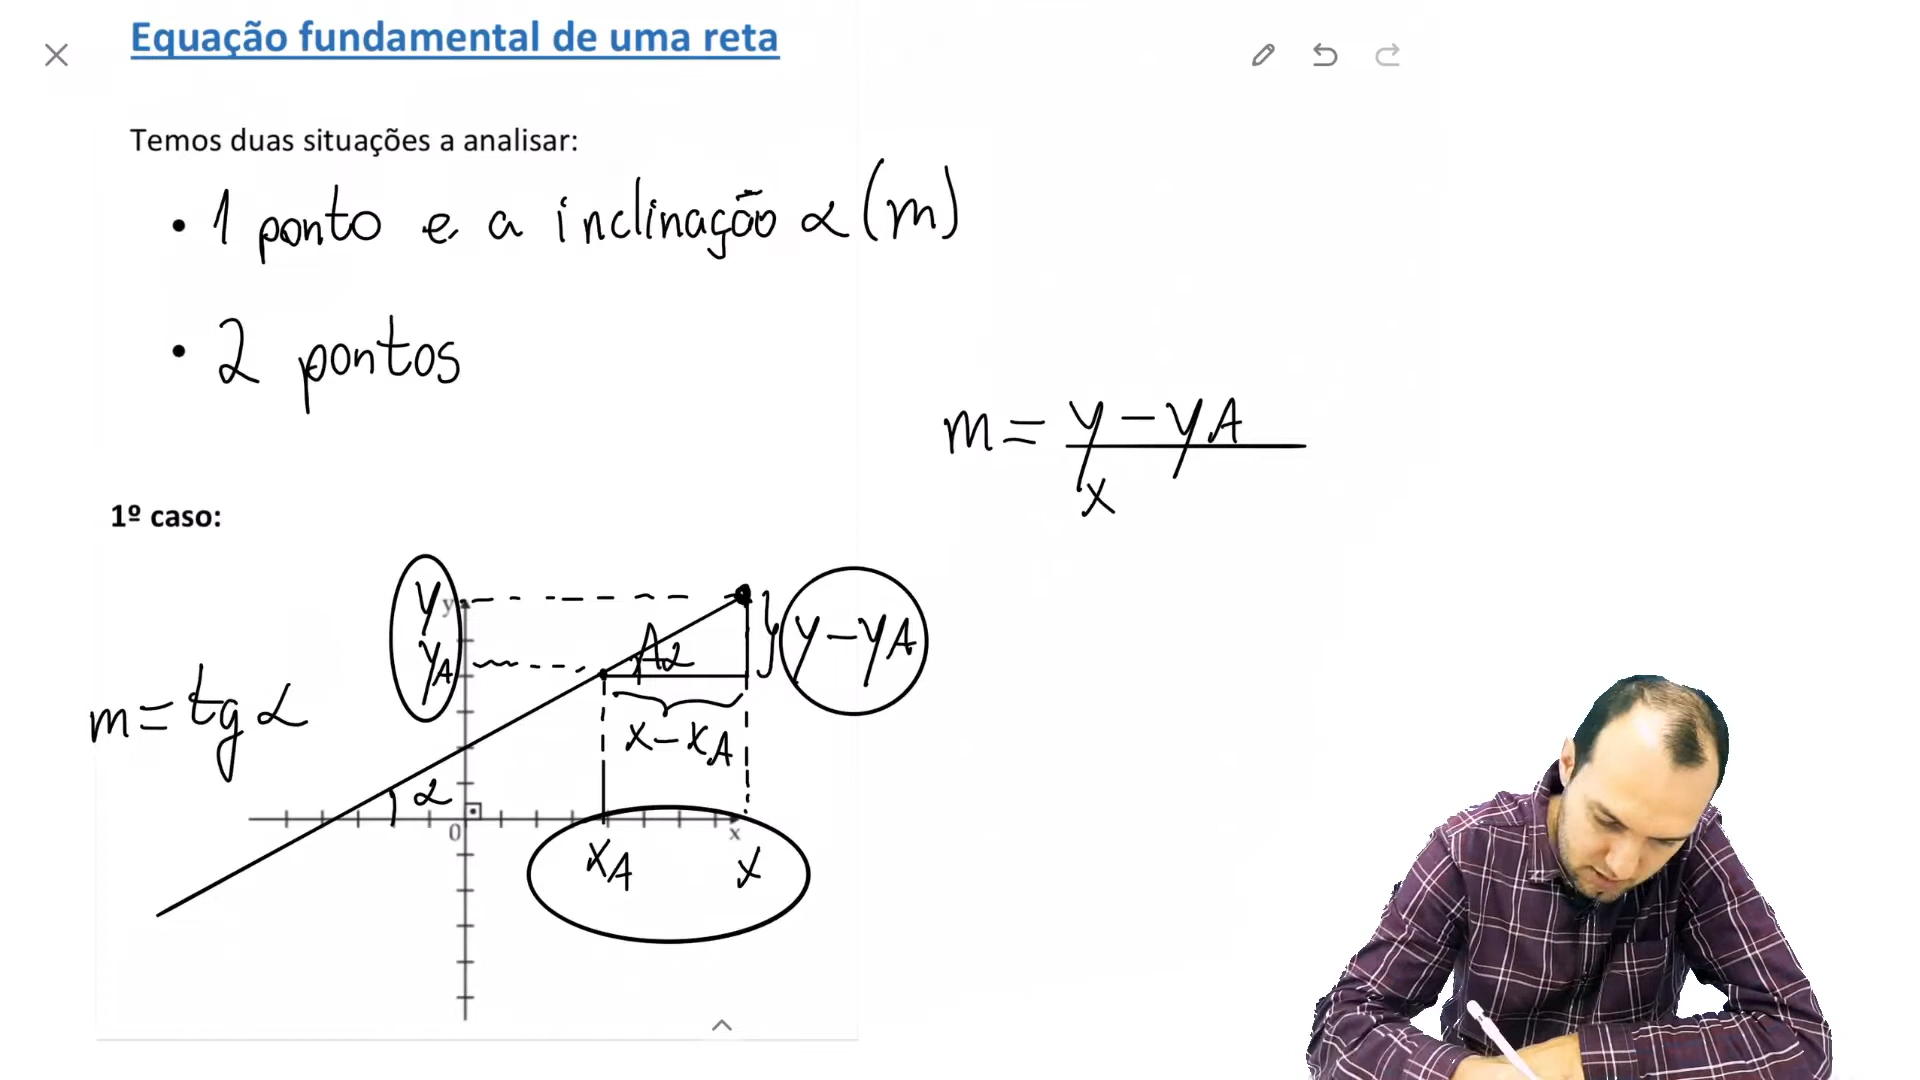 Equação fundamental de uma reta
Temos duas situações a analisar:
• 1 ponto e a inclinação α (m)
• 2 pontos
m = y - yA
x
1º caso:
y
y
yA
A
α
y - yA
x - xA
m = tg α
α
0
x
xA
x